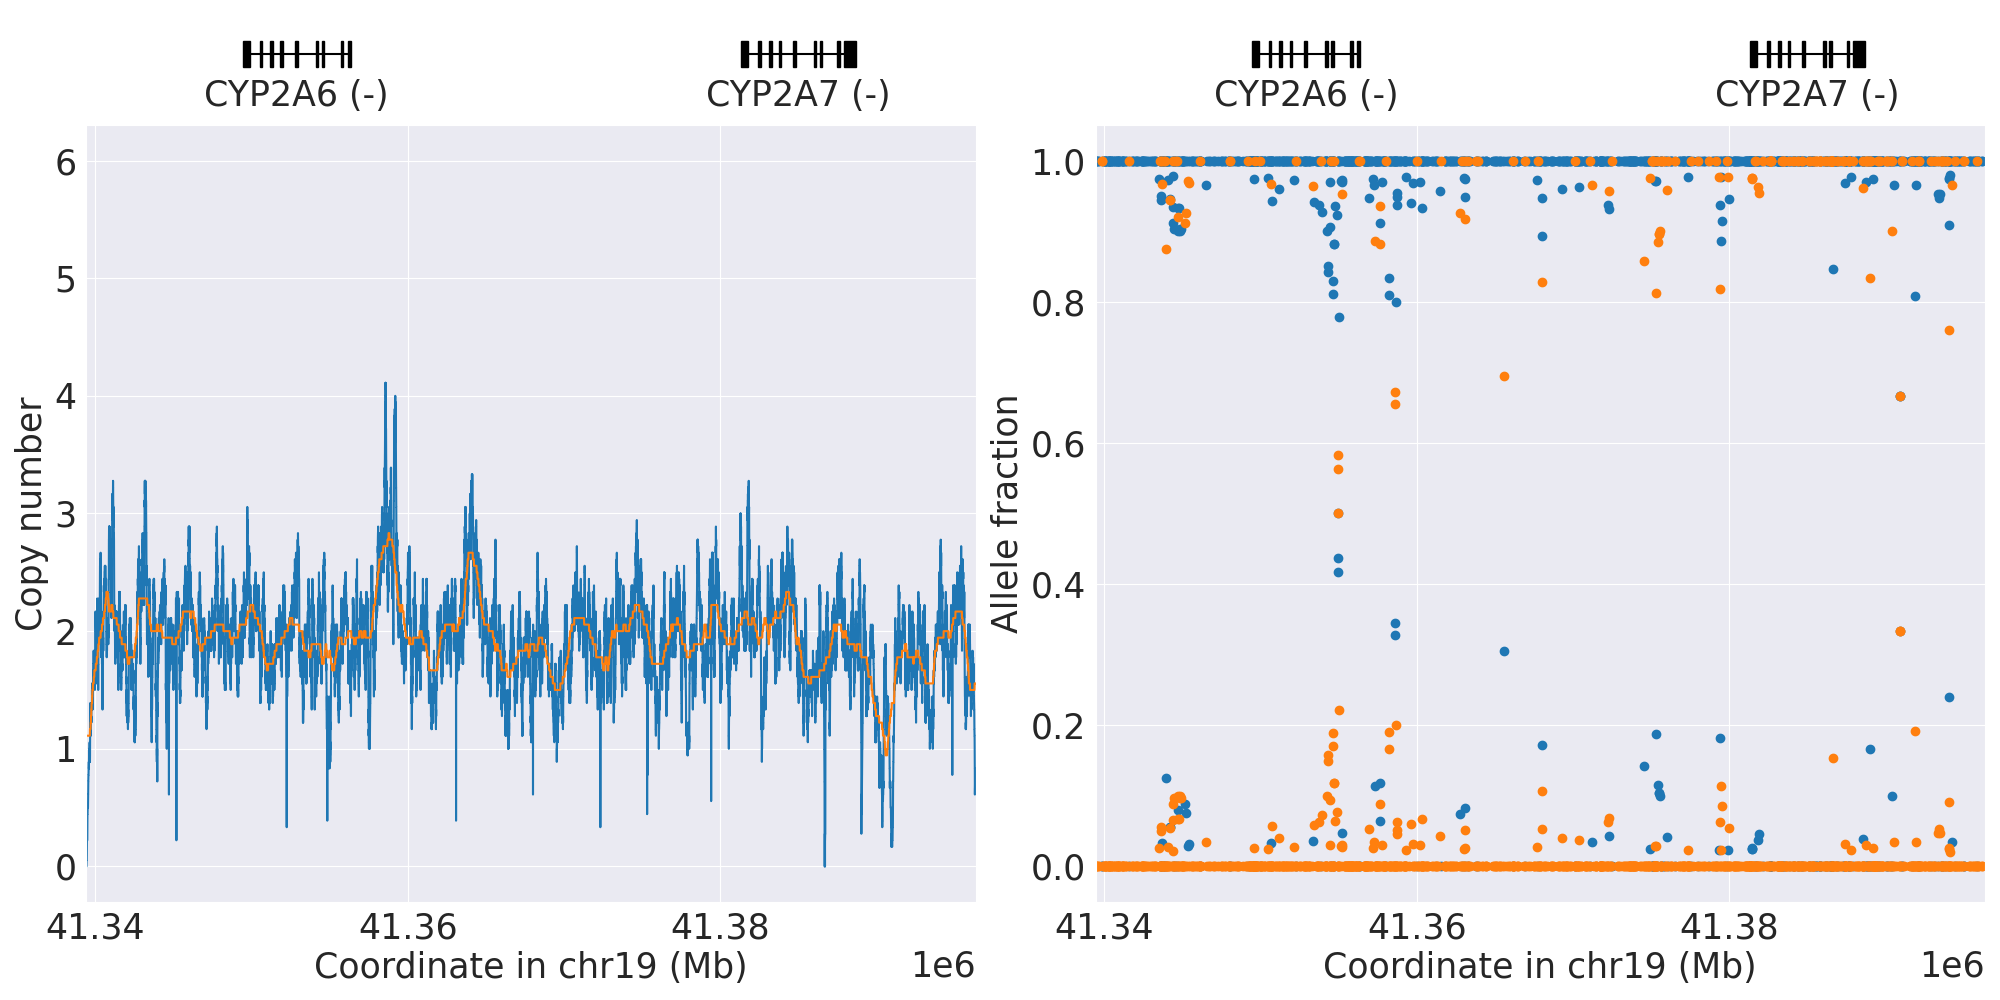 CYP2A6 (-)
CYP2A7 (-)
6
5
4
3
2
1
0
Copy number
41.34
41.36
41.38
Coordinate in chr19 (Mb)
1e6
CYP2A6 (-)
CYP2A7 (-)
1.0
0.8
0.6
0.4
0.2
0.0
Allele fraction
41.34
41.36
41.38
Coordinate in chr19 (Mb)
1e6